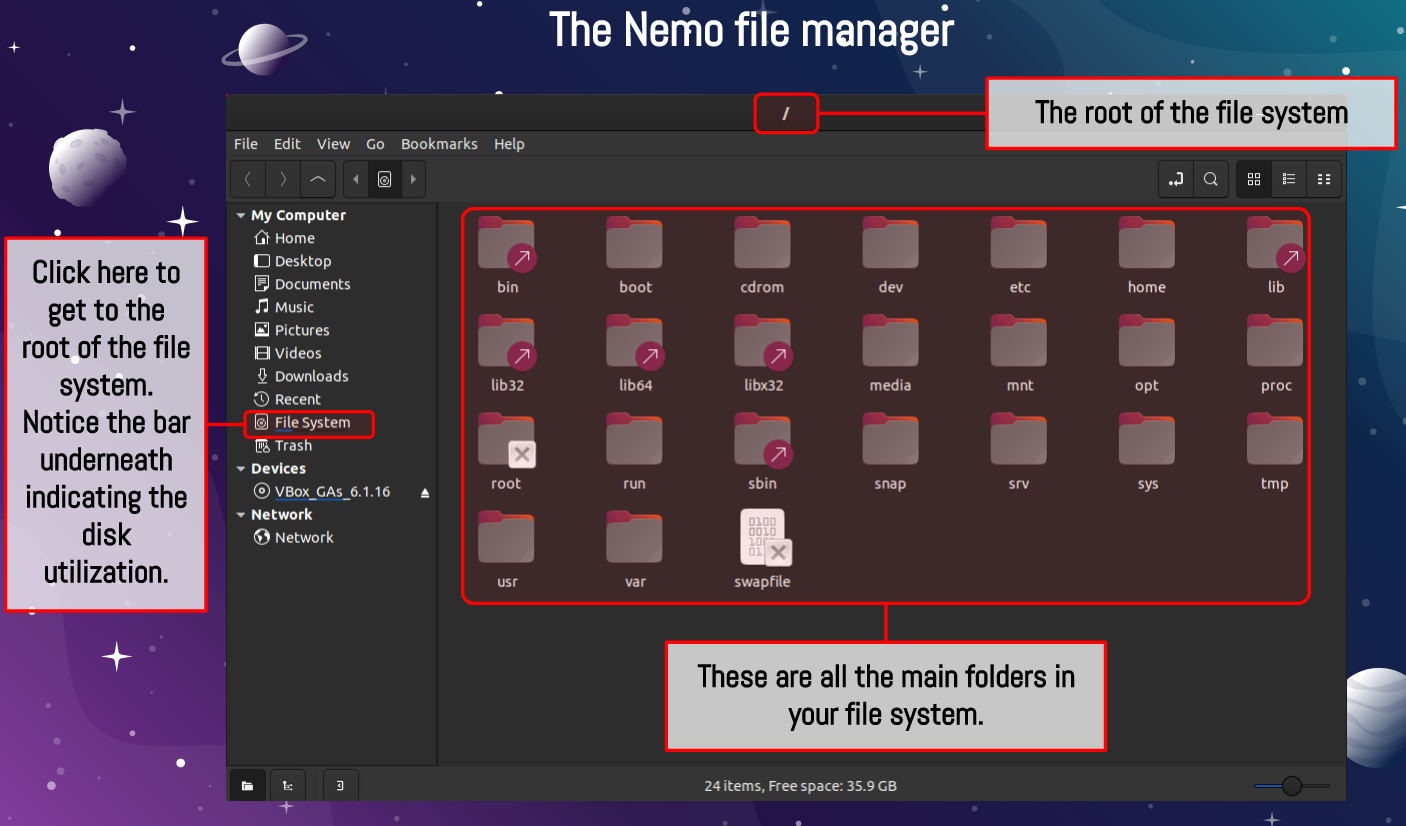 The Nemo file manager
/
The root of the file system
File Edit View Go Bookmarks Help
My Computer
Home
Desktop
Documents
Music
Pictures
Videos
Downloads
Recent
File System
Trash
Devices
VBox_GAs_6.1.16
Network
Network
Click here to
get to the
root of the file
system.
Notice the bar
underneath
indicating the
disk
utilization.
bin boot cdrom dev etc home lib
lib32 lib64 libx32 media mnt opt proc
root run sbin snap srv sys tmp
0100
0010
usr var swapfile
These are all the main folders in
your file system.
24 items, Free space: 35.9 GB